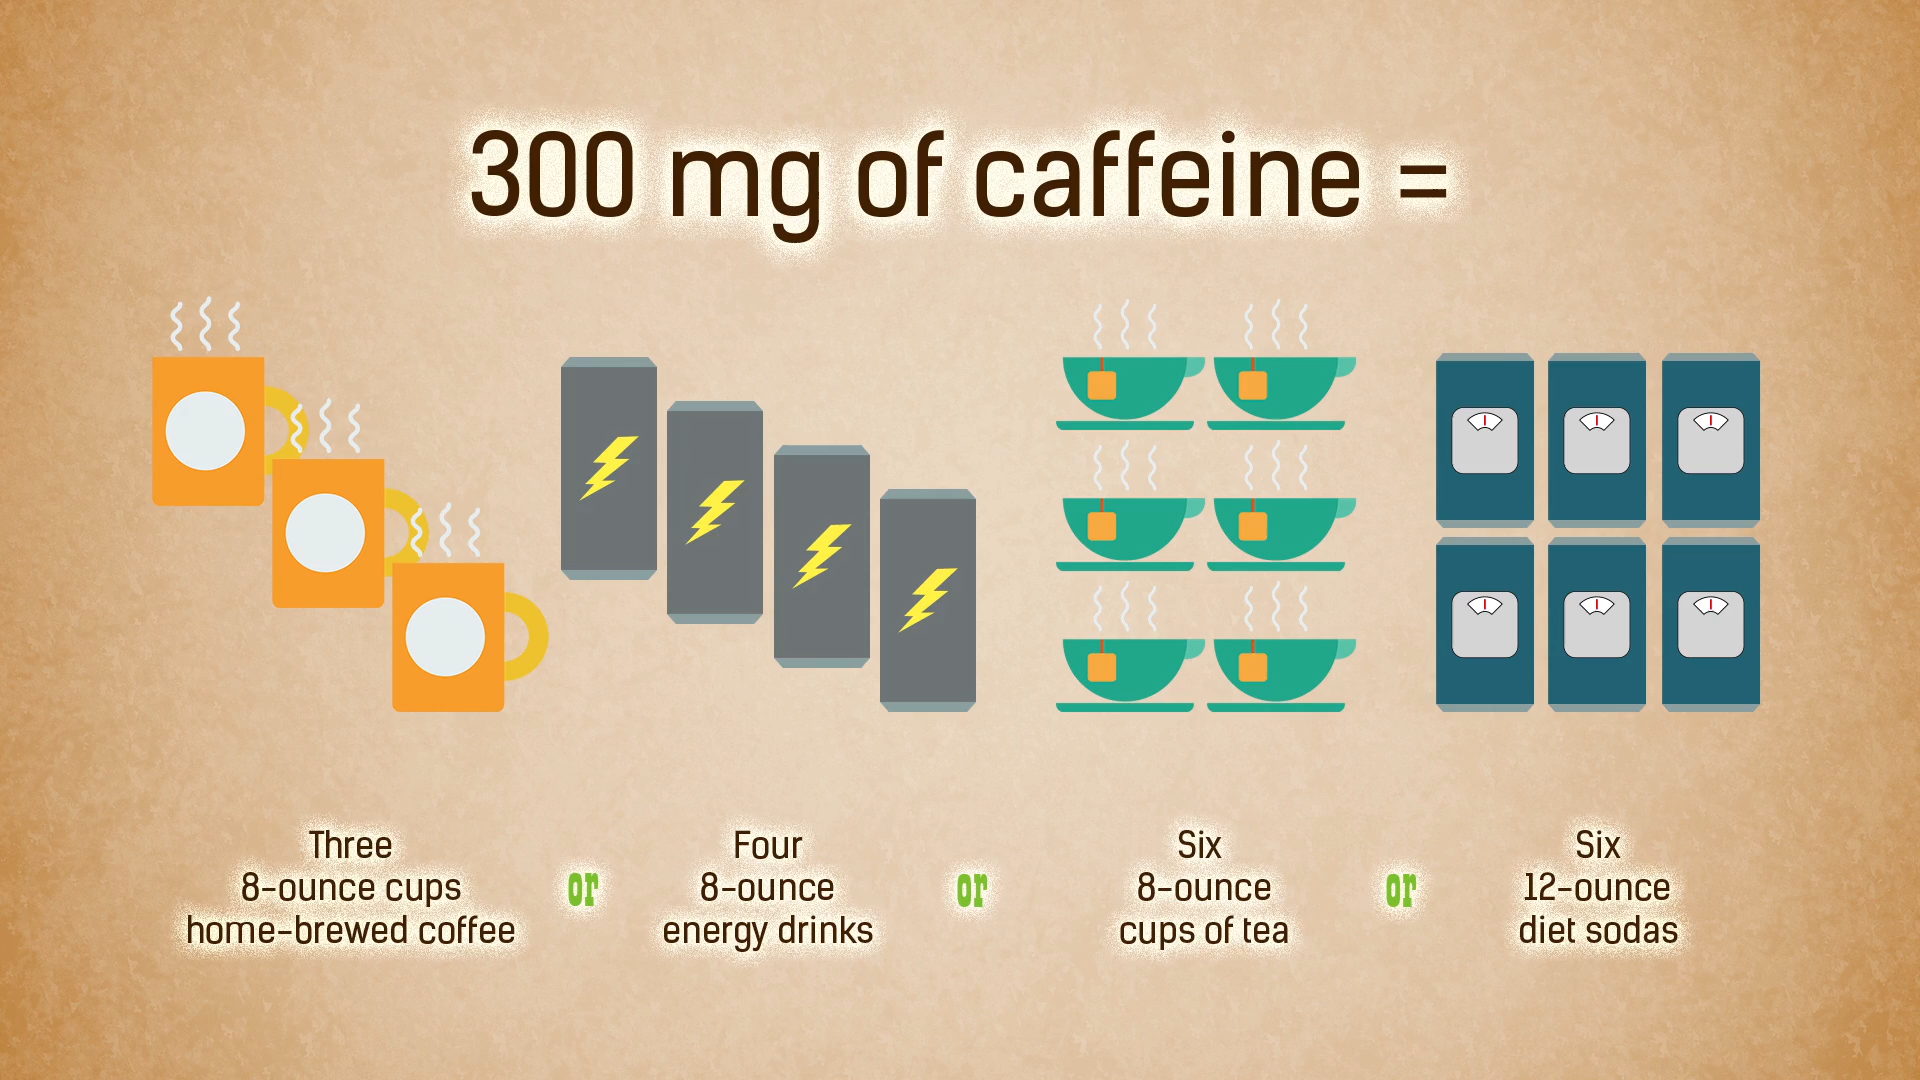 300 mg of caffeine =
Three
8-ounce cups
home-brewed coffee
or
Four
8-ounce
energy drinks
or
Six
8-ounce
cups of tea
or
Six
12-ounce
diet sodas